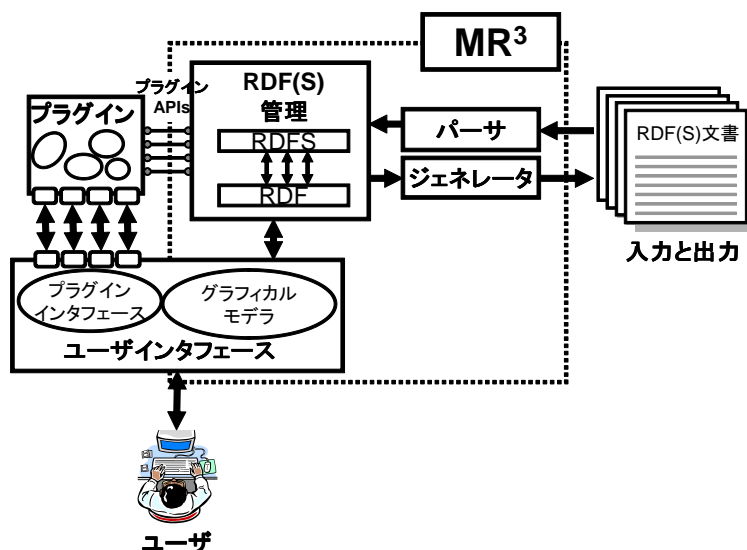 MR³
プラグイン
APIs
RDF(S)
管理
プラグイン
RDFS
RDF
パーサ
ジェネレータ
RDF(S)文書
入力と出力
プラグイン
インタフェース
グラフィカル
モデラ
ユーザインタフェース
ユーザ